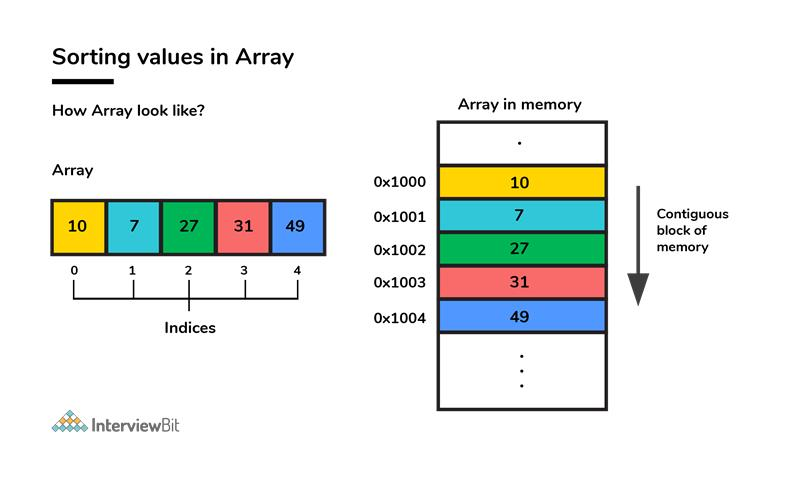 Sorting values in Array
How Array look like?
Array
10 7 27 31 49
0 1 2 3 4
Indices
Array in memory
.
0x1000 10
0x1001 7
0x1002 27
0x1003 31
0x1004 49
.
.
.
Contiguous
block of
memory
InterviewBit